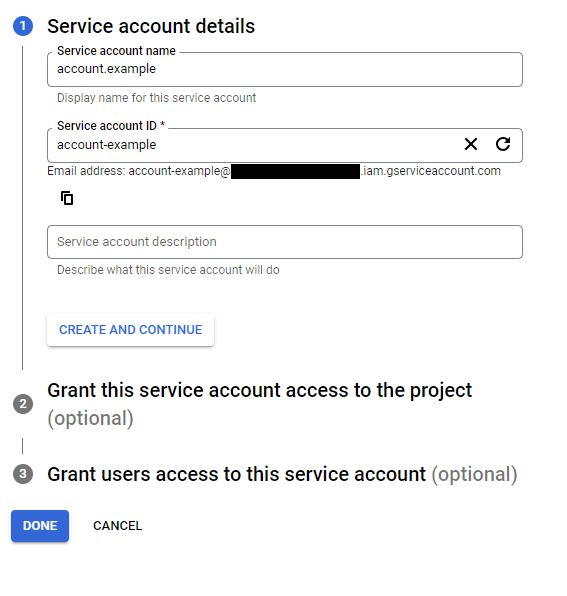 1 Service account details
Service account name
account.example
Display name for this service account
Service account ID *
account-example
Email address: account-example@ .iam.gserviceaccount.com
Service account description
Describe what this service account will do
CREATE AND CONTINUE
2 Grant this service account access to the project
(optional)
3 Grant users access to this service account (optional)
DONE CANCEL